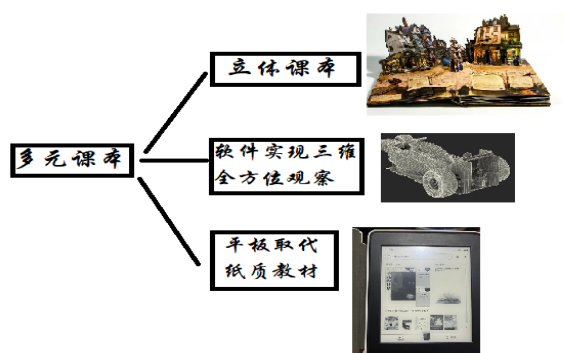 多元课本
立体课本
软件实现三维
全方位观察
平板取代
纸质教材